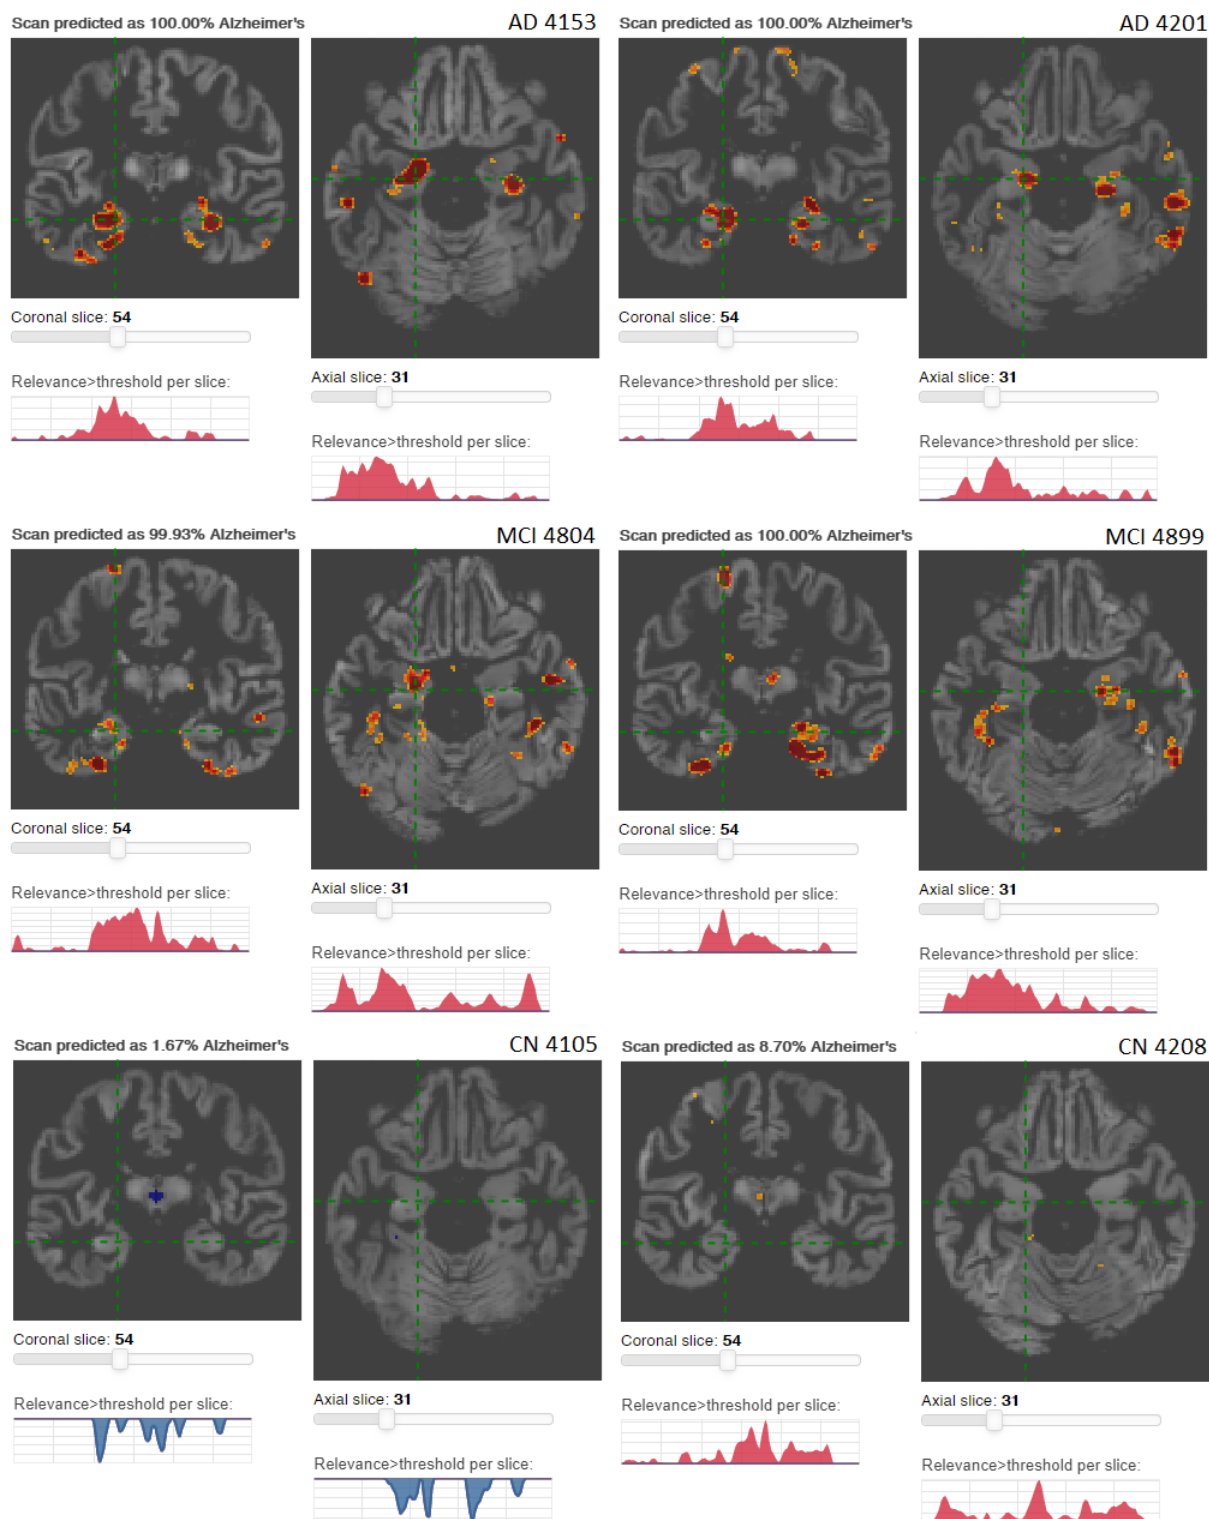 Scan predicted as 100.00% Alzheimer's
AD 4153
Coronal slice: 54
Relevance>threshold per slice:
Axial slice: 31
Relevance>threshold per slice:
Scan predicted as 100.00% Alzheimer's
AD 4201
Coronal slice: 54
Relevance>threshold per slice:
Axial slice: 31
Relevance>threshold per slice:
Scan predicted as 99.93% Alzheimer's
MCI 4804
Coronal slice: 54
Relevance>threshold per slice:
Axial slice: 31
Relevance>threshold per slice:
Scan predicted as 100.00% Alzheimer's
MCI 4899
Coronal slice: 54
Relevance>threshold per slice:
Axial slice: 31
Relevance>threshold per slice:
Scan predicted as 1.67% Alzheimer's
CN 4105
Coronal slice: 54
Relevance>threshold per slice:
Axial slice: 31
Relevance>threshold per slice:
Scan predicted as 8.70% Alzheimer's
CN 4208
Coronal slice: 54
Relevance>threshold per slice:
Axial slice: 31
Relevance>threshold per slice: